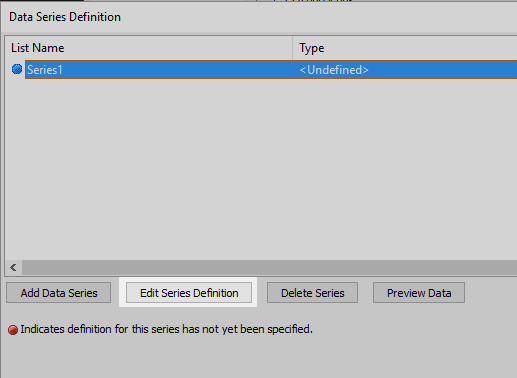 Data Series Definition
List Name Type
Series1 <Undefined>
Add Data Series Edit Series Definition Delete Series Preview Data
Indicates definition for this series has not yet been specified.